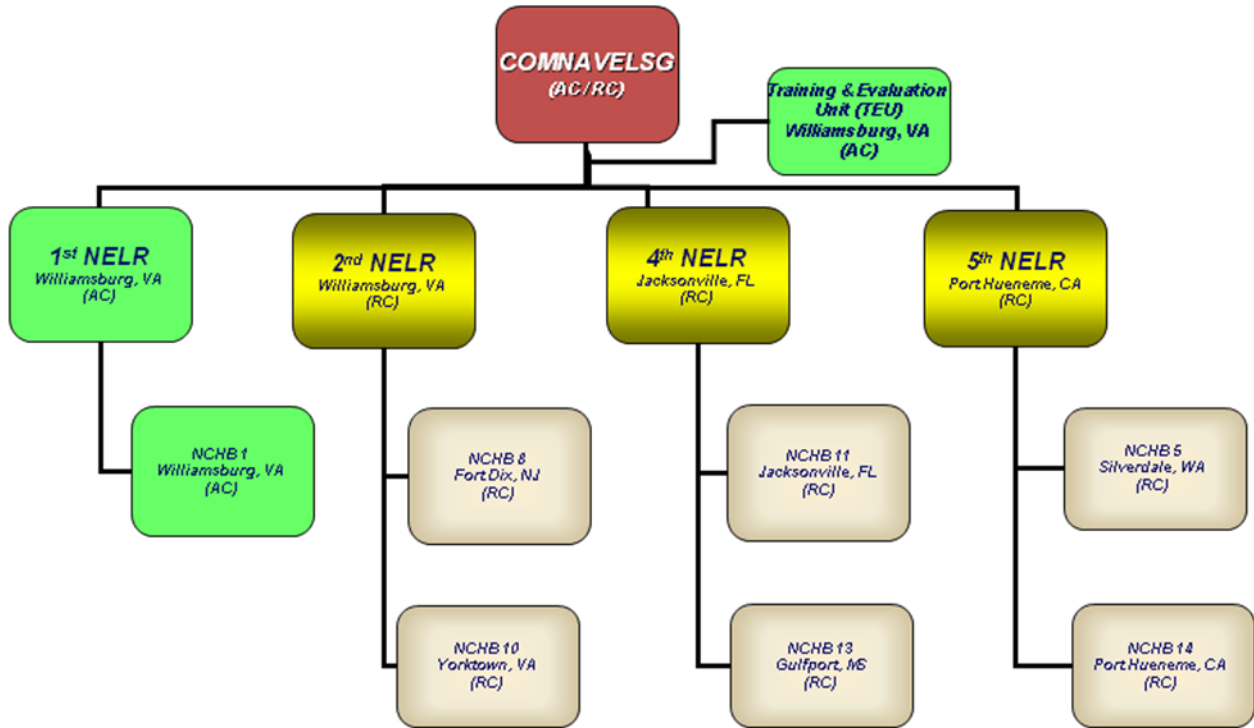 COMNAVELSG
(AC/RC)
Training & Evaluation
Unit (TEU)
Williamsburg, VA
(AC)
1st NELR
Williamsburg, VA
(AC)
2nd NELR
Williamsburg, VA
(RC)
4th NELR
Jacksonville, FL
(RC)
5th NELR
Port Hueneme, CA
(RC)
NCHB 1
Williamsburg, VA
(AC)
NCHB 8
Fort Dix, NJ
(RC)
NCHB 11
Jacksonville, FL
(RC)
NCHB 5
Silverdale, WA
(RC)
NCHB 10
Yorktown, VA
(RC)
NCHB 13
Gulfport, MS
(RC)
NCHB 14
Port Hueneme, CA
(RC)